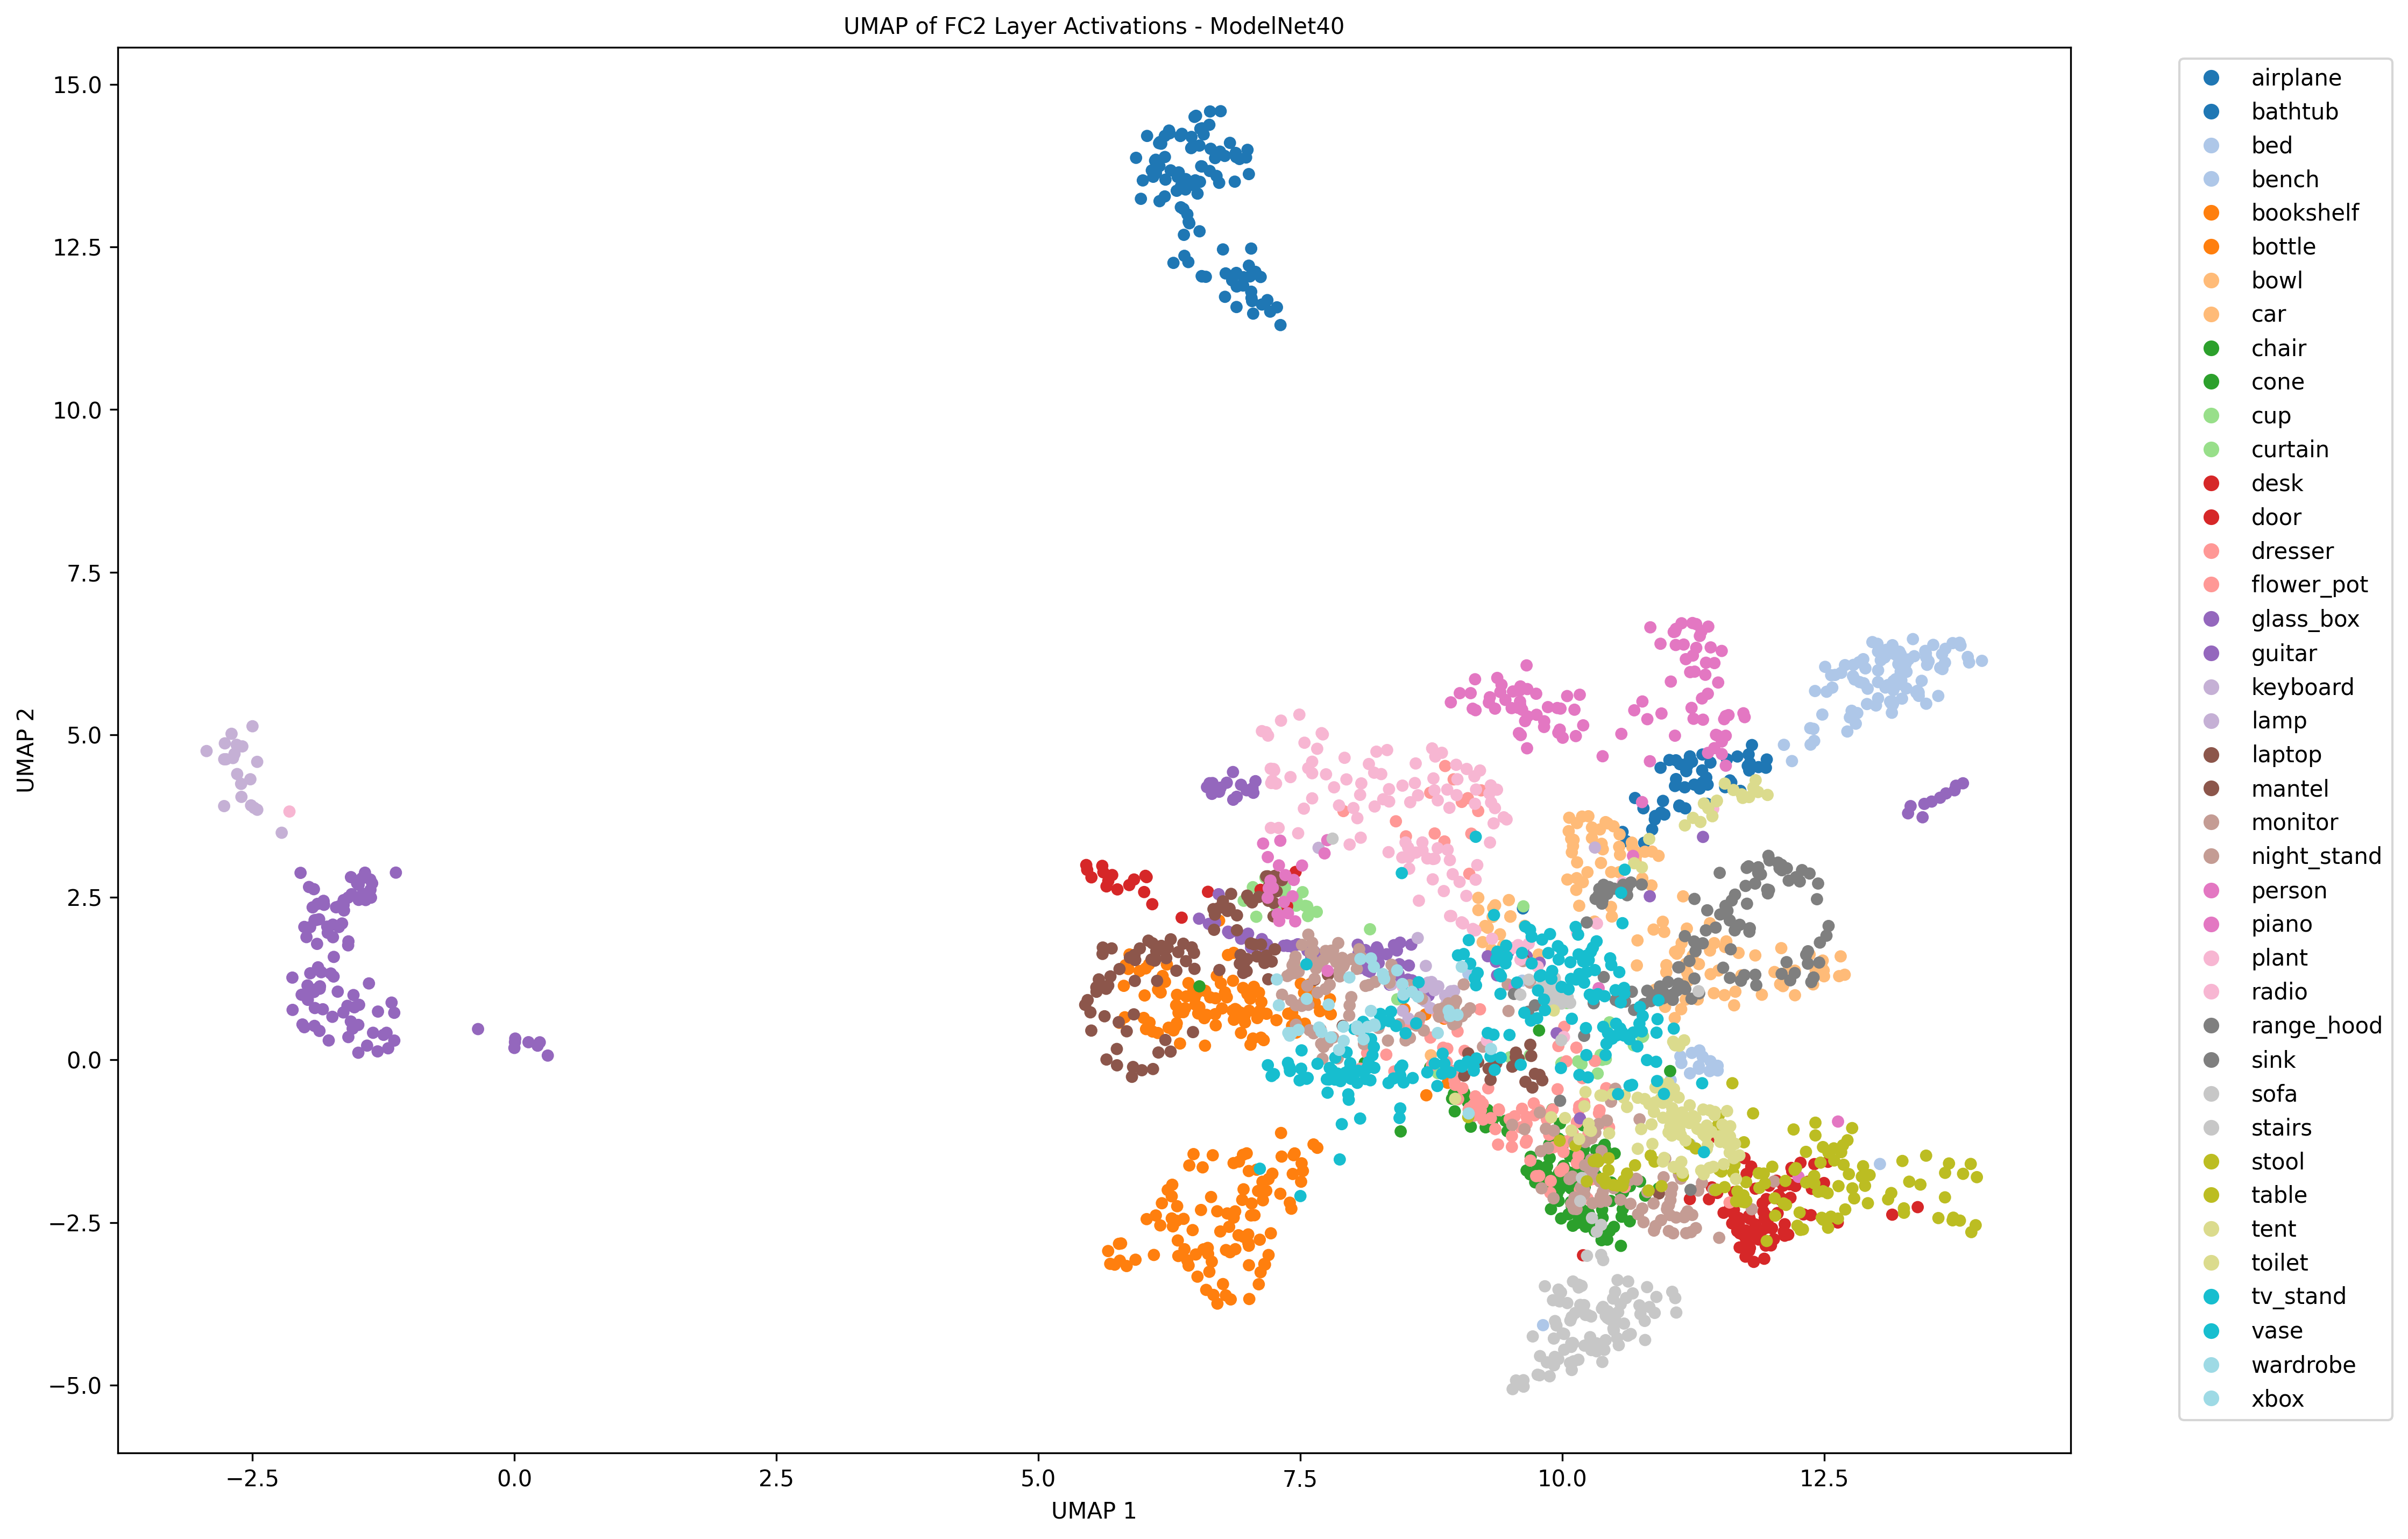 UMAP of FC2 Layer Activations - ModelNet40
15.0
12.5
10.0
7.5
5.0
2.5
0.0
−2.5
−5.0
UMAP 2
−2.5
0.0
2.5
5.0
7.5
10.0
12.5
UMAP 1
airplane
bathtub
bed
bench
bookshelf
bottle
bowl
car
chair
cone
cup
curtain
desk
door
dresser
flower_pot
glass_box
guitar
keyboard
lamp
laptop
mantel
monitor
night_stand
person
piano
plant
radio
range_hood
sink
sofa
stairs
stool
table
tent
toilet
tv_stand
vase
wardrobe
xbox